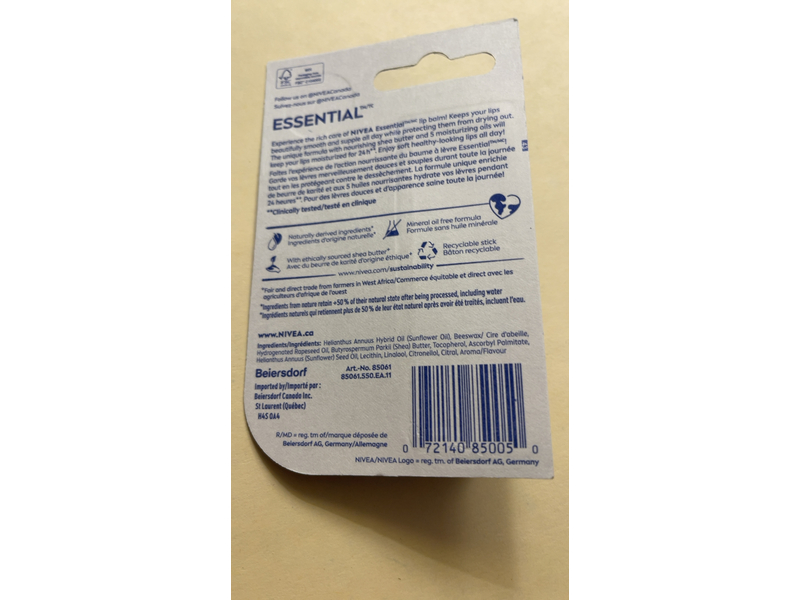 FSC
Follow us on @NIVEACanada
Suivez-nous sur @NIVEACanada
ESSENTIAL™/MC
Experience the rich care of NIVEA Essential™/MC lip balm! Keeps your lips
beautifully smooth and supple all day while protecting them from drying out.
The unique formula with nourishing shea butter and 5 moisturizing oils will
keep your lips moisturized for 24h**. Enjoy soft healthy-looking lips all day!
Faites l'expérience de l'action nourrissante du baume à lèvre Essential™/MC!
Garde vos lèvres merveilleusement douces et souples durant toute la journée
tout en les protégeant contre le dessèchement. La formule unique enrichie
de beurre de karité et aux 5 huiles nourrissantes hydrate vos lèvres pendant
24 heures**. Pour des lèvres douces et d'apparence saine toute la journée!
**Clinically tested/testé en clinique
Naturally derived ingredients*
Ingredients d'origine naturelle*
Mineral oil free formula
Formule sans huile minérale
With ethically sourced shea butter+
Avec du beurre de karité d'origine éthique+
Recyclable stick
Bâton recyclable
www.nivea.com/sustainability
+Fair and direct trade from farmers in West Africa/Commerce équitable et direct avec les
agriculteurs d'afrique de l'ouest
*Ingredients from nature retain +50 % of their natural state after being processed, including water
*Ingrédients naturels qui retiennent plus de 50 % de leur état naturel après avoir été traités, incluant l'eau.
www.NIVEA.ca
Ingredients/Ingrédients: Helianthus Annuus Hybrid Oil (Sunflower Oil), Beeswax/ Cire d'abeille,
Hydrogenated Rapeseed Oil, Butyrospermum Parkii (Shea) Butter, Tocopherol, Ascorbyl Palmitate,
Helianthus Annuus (Sunflower) Seed Oil, Lecithin, Linalool, Citronellol, Citral, Aroma/Flavour
Beiersdorf
Art.-No. 85061
85061.550.EA.11
Imported by/Importé par :
Beiersdorf Canada Inc.
St Laurent (Québec)
H4S 0A4
R/MD = reg. tm of/marque déposée de
Beiersdorf AG, Germany/Allemagne
0 72140 85005 0
NIVEA/NIVEA Logo = reg. tm. of Beiersdorf AG, Germany